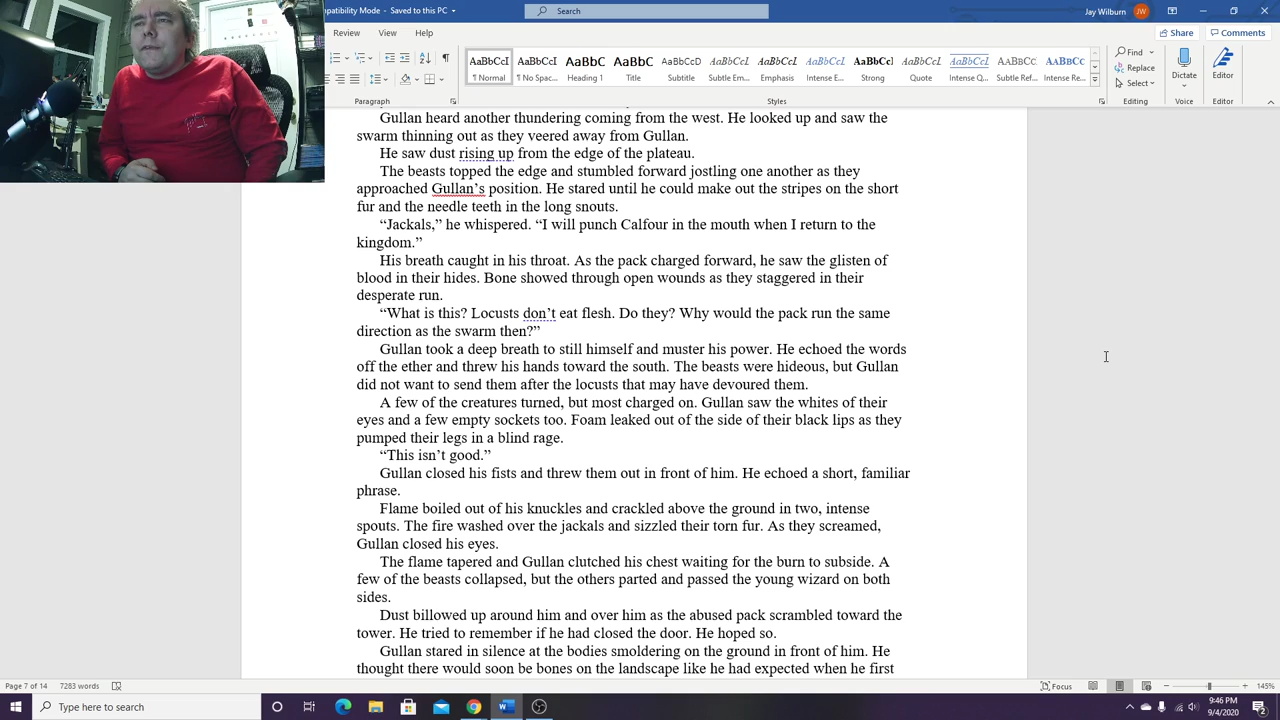 patibility Mode - Saved to this PC
Search
Jay Wilburn
JW
Review View Help
Share
Comments
AaBbCcI AaBbCcI AaBbC AaBbC AaBbCcD AaBbCcL AaBbCcL AaBbCcL AaBbCc AaBbCcL AaBbCcL AABBCC AABBCC
¶ Normal ¶ No Spac... Heading 1 Title Subtitle Subtle Em... Emphasis Intense E... Strong Quote Intense Q... Subtle Ref... Intense Re...
Find
Replace
Select
Dictate
Editor
Paragraph
Styles
Editing
Voice
Editor
Gullan heard another thundering coming from the west. He looked up and saw the
swarm thinning out as they veered away from Gullan.
He saw dust rising up from the edge of the plateau.
The beasts topped the edge and stumbled forward jostling one another as they
approached Gullan’s position. He stared until he could make out the stripes on the short
fur and the needle teeth in the long snouts.
“Jackals,” he whispered. “I will punch Calfour in the mouth when I return to the
kingdom.”
His breath caught in his throat. As the pack charged forward, he saw the glisten of
blood in their hides. Bone showed through open wounds as they staggered in their
desperate run.
“What is this? Locusts don’t eat flesh. Do they? Why would the pack run the same
direction as the swarm then?”
Gullan took a deep breath to still himself and muster his power. He echoed the words
off the ether and threw his hands toward the south. The beasts were hideous, but Gullan
did not want to send them after the locusts that may have devoured them.
A few of the creatures turned, but most charged on. Gullan saw the whites of their
eyes and a few empty sockets too. Foam leaked out of the side of their black lips as they
pumped their legs in a blind rage.
“This isn’t good.”
Gullan closed his fists and threw them out in front of him. He echoed a short, familiar
phrase.
Flame boiled out of his knuckles and crackled above the ground in two, intense
spouts. The fire washed over the jackals and sizzled their torn fur. As they screamed,
Gullan closed his eyes.
The flame tapered and Gullan clutched his chest waiting for the burn to subside. A
few of the beasts collapsed, but the others parted and passed the young wizard on both
sides.
Dust billowed up around him and over him as the abused pack scrambled toward the
tower. He tried to remember if he had closed the door. He hoped so.
Gullan stared in silence at the bodies smoldering on the ground in front of him. He
thought there would soon be bones on the landscape like he had expected when he first
Page 7 of 14 7283 words
Focus
145%
Type here to search
9:46 PM
9/4/2020